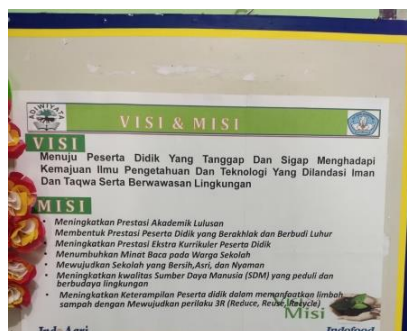 ADIWIYATA
VISI & MISI
VISI
Menuju Peserta Didik Yang Tanggap Dan Sigap Menghadapi
Kemajuan Ilmu Pengetahuan Dan Teknologi Yang Dilandasi Iman
Dan Taqwa Serta Berwawasan Lingkungan
MISI
• Meningkatkan Prestasi Akademik Lulusan
Membentuk Prestasi Peserta Didik yang Berakhlak dan Berbudi Luhur
• Meningkatkan Prestasi Ekstra Kurrikuler Peserta Didik
• Menumbuhkan Minat Baca pada Warga Sekolah
• Mewujudkan Sekolah yang Bersih,Asri, dan Nyaman
• Meningkatkan kwalitas Sumber Daya Manusia (SDM) yang peduli dan
berbudaya lingkungan
• Meningkatkan Keterampilan Peserta didik dalam memanfaatkan limbah
sampah dengan Mewujudkan perilaku 3R (Reduce, Reuse, Recycle)
Misi
Indo Agri
Indofood